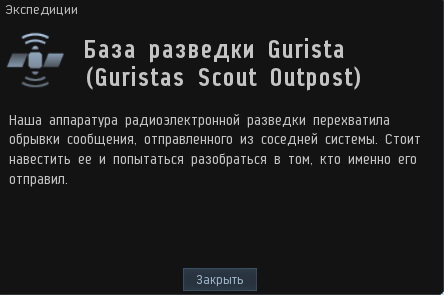 Экспедиции
База разведки Gurista
(Guristas Scout Outpost)
Наша аппаратура радиоэлектронной разведки перехватила
обрывки сообщения, отправленного из соседней системы. Стоит
навестить ее и попытаться разобраться в том, кто именно его
отправил.
Закрыть